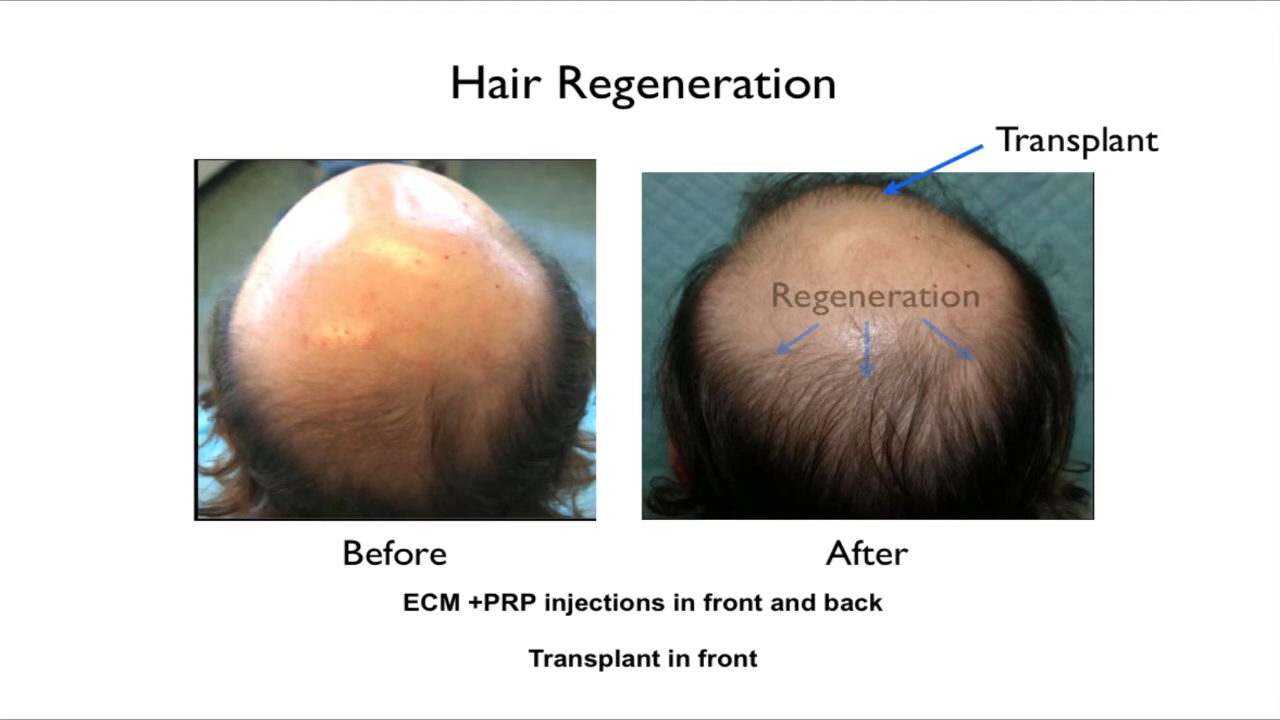 Hair Regeneration
Transplant
Regeneration
Before
After
ECM +PRP injections in front and back
Transplant in front